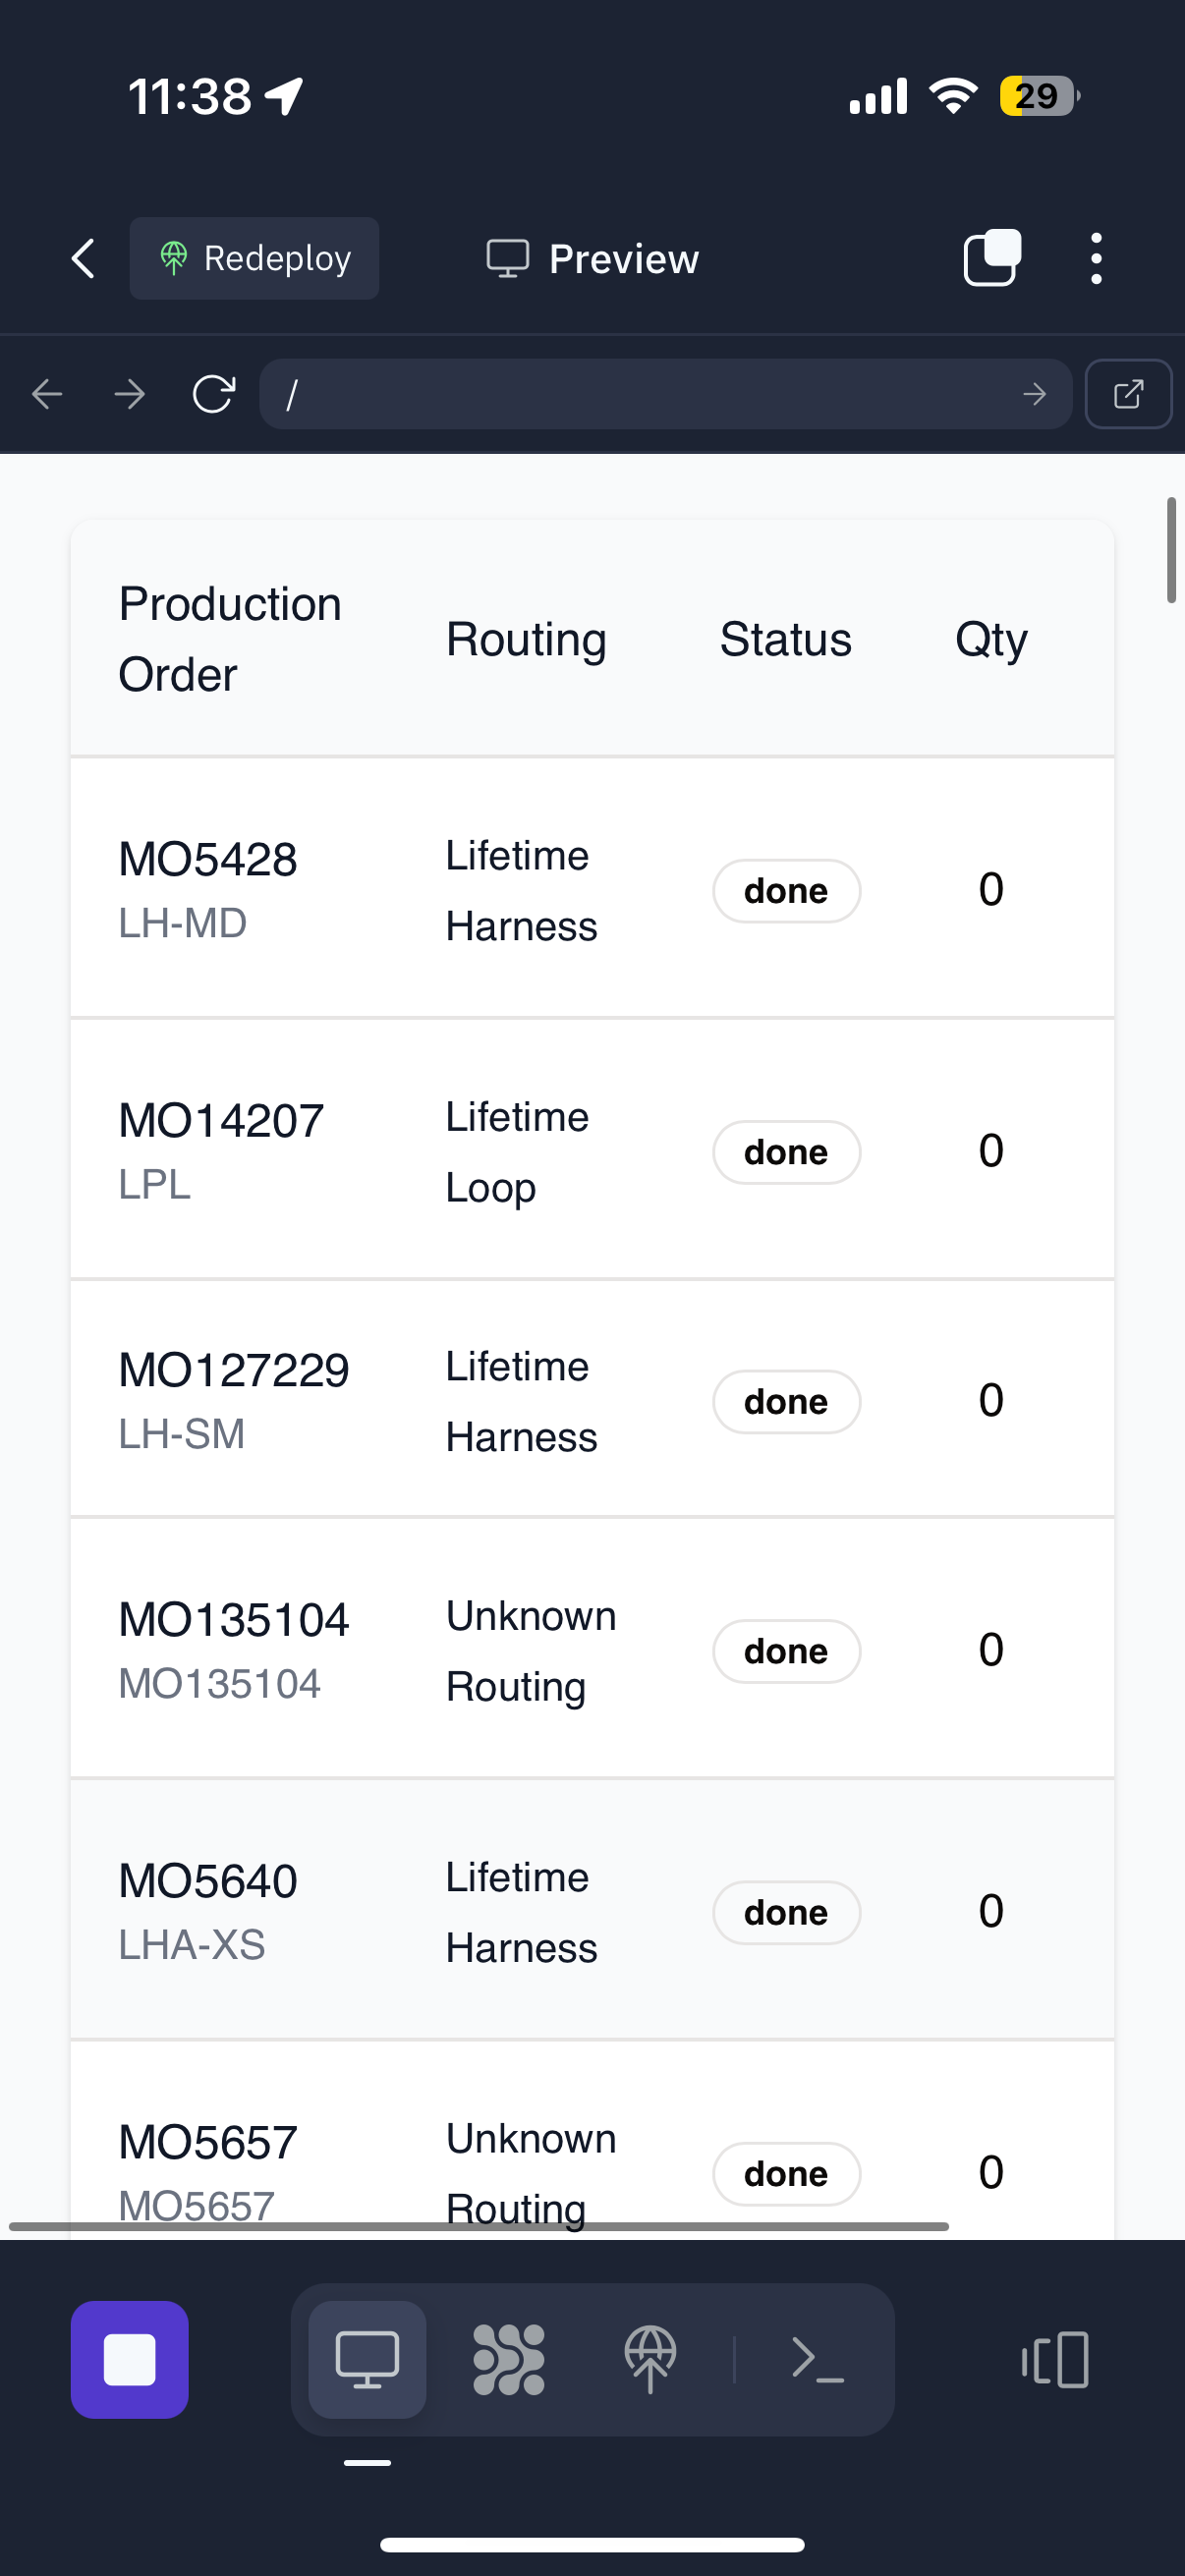 11:38
29
Redeploy
Preview
/
Production
Order
Routing
Status
Qty
MO5428
LH-MD
Lifetime
Harness
done
0
MO14207
LPL
Lifetime
Loop
done
0
MO127229
LH-SM
Lifetime
Harness
done
0
MO135104
MO135104
Unknown
Routing
done
0
MO5640
LHA-XS
Lifetime
Harness
done
0
MO5657
MO5657
Unknown
Routing
done
0